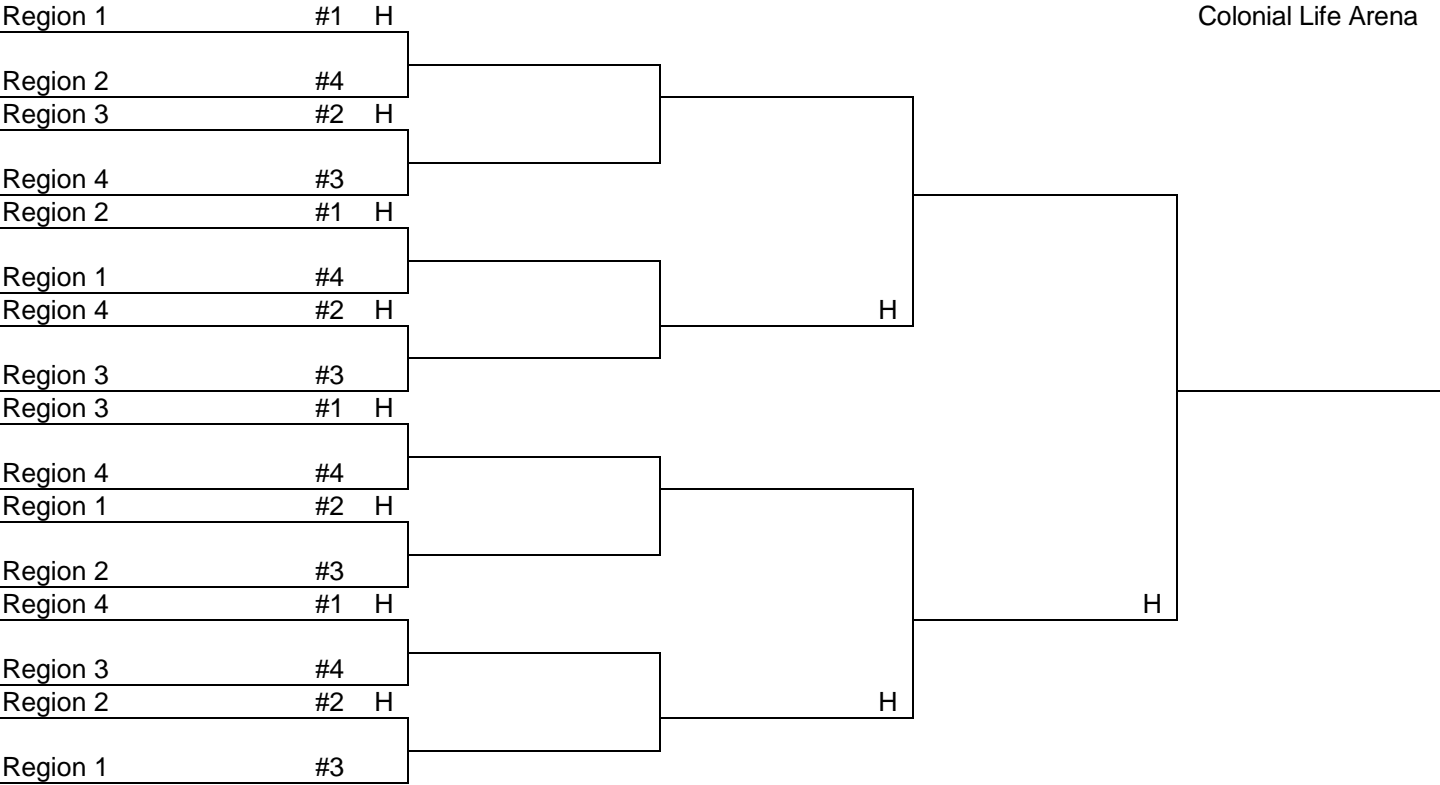 Region 1 #1 H
Colonial Life Arena
Region 2 #4
Region 3 #2 H
Region 4 #3
Region 2 #1 H
Region 1 #4
Region 4 #2 H
H
Region 3 #3
Region 3 #1 H
Region 4 #4
Region 1 #2 H
Region 2 #3
Region 4 #1 H
H
Region 3 #4
Region 2 #2 H
H
Region 1 #3